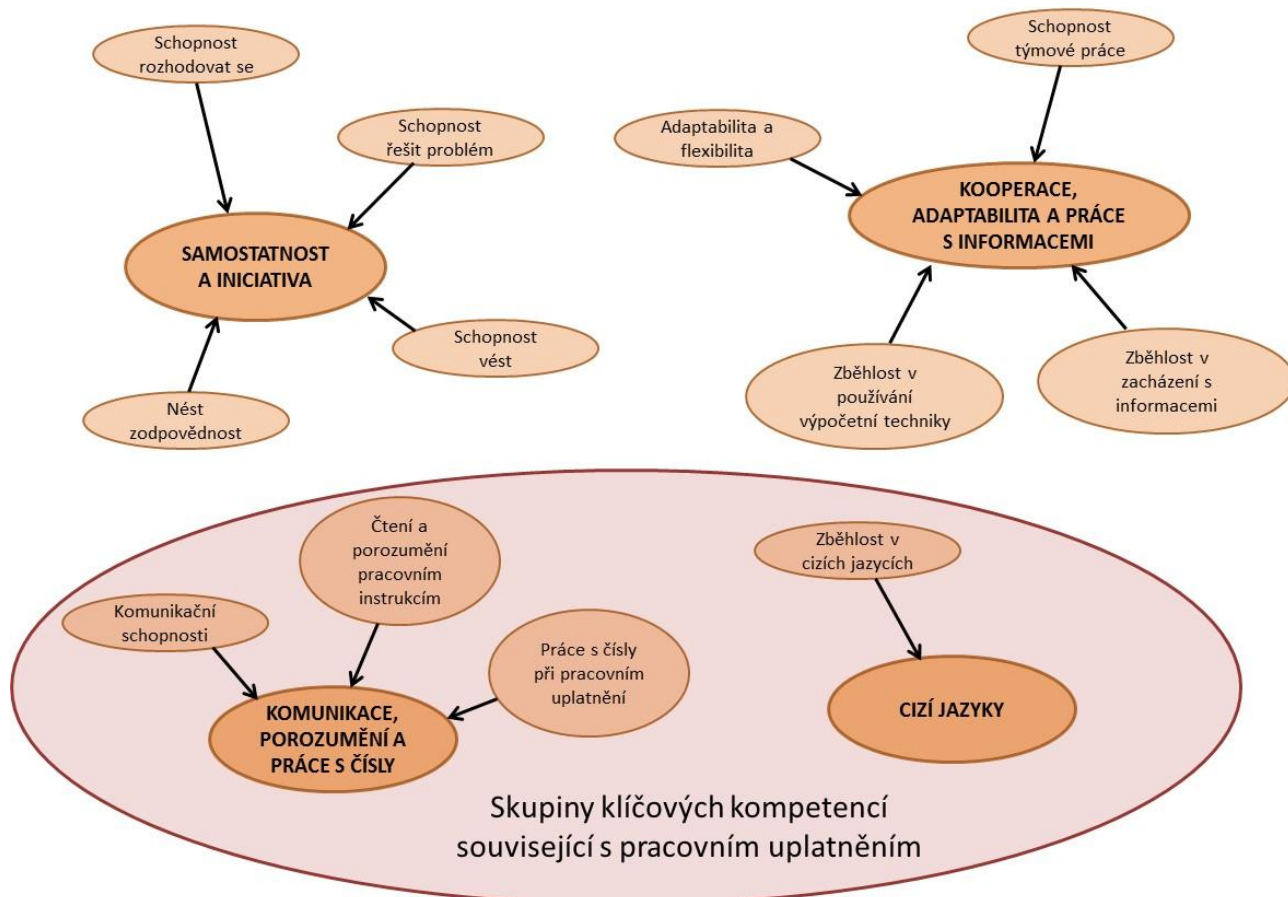 Schopnost
rozhodovat se
Schopnost
řešit problém
SAMOSTATNOST
A INICIATIVA
Schopnost
vést
Nést
zodpovědnost
Schopnost
týmové práce
Adaptabilita a
flexibilita
KOOPERACE,
ADAPTABILITA A PRÁCE
S INFORMACEMI
Zběhlost v
používání
výpočetní techniky
Zběhlost v
zacházení s
informacemi
Čtení a
porozumění
pracovním
instrukcím
Komunikační
schopnosti
Práce s čísly
při pracovním
uplatnění
KOMUNIKACE,
POROZUMĚNÍ A
PRÁCE S ČÍSLY
Zběhlost v
cizích jazycích
CIZÍ JAZYKY
Skupiny klíčových kompetencí
související s pracovním uplatněním